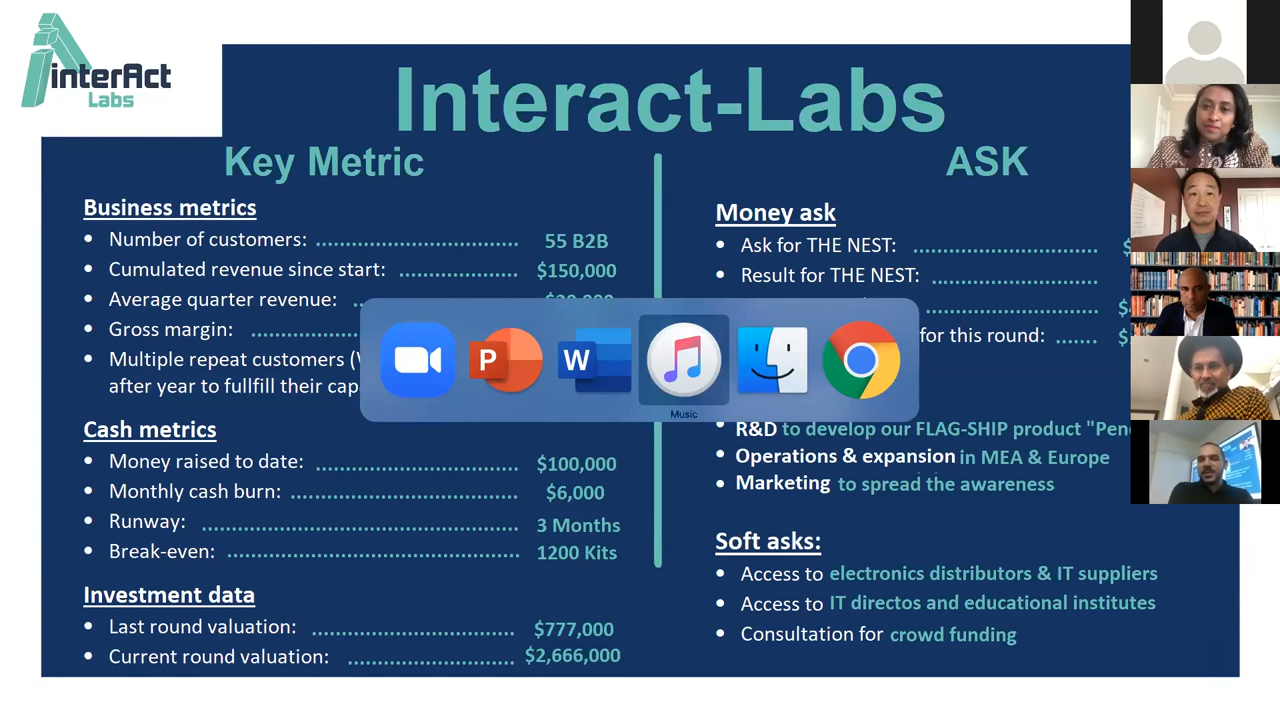 interAct
Labs
Interact-Labs
Key Metric
Business metrics
• Number of customers: 55 B2B
• Cumulated revenue since start: $150,000
• Average quarter revenue:
• Gross margin:
• Multiple repeat customers
after year to fullfill their
Cash metrics
• Money raised to date: $100,000
• Monthly cash burn: $6,000
• Runway: 3 Months
• Break-even: 1200 Kits
Investment data
• Last round valuation: $777,000
• Current round valuation: $2,666,000
ASK
Money ask
• Ask for THE NEST: $
• Result for THE NEST:
$
for this round: $
• R&D to develop our FLAG-SHIP product
• Operations & expansion in MEA & Europe
• Marketing to spread the awareness
Soft asks:
• Access to electronics distributors & IT suppliers
• Access to IT directos and educational institutes
• Consultation for crowd funding
P
W
Music